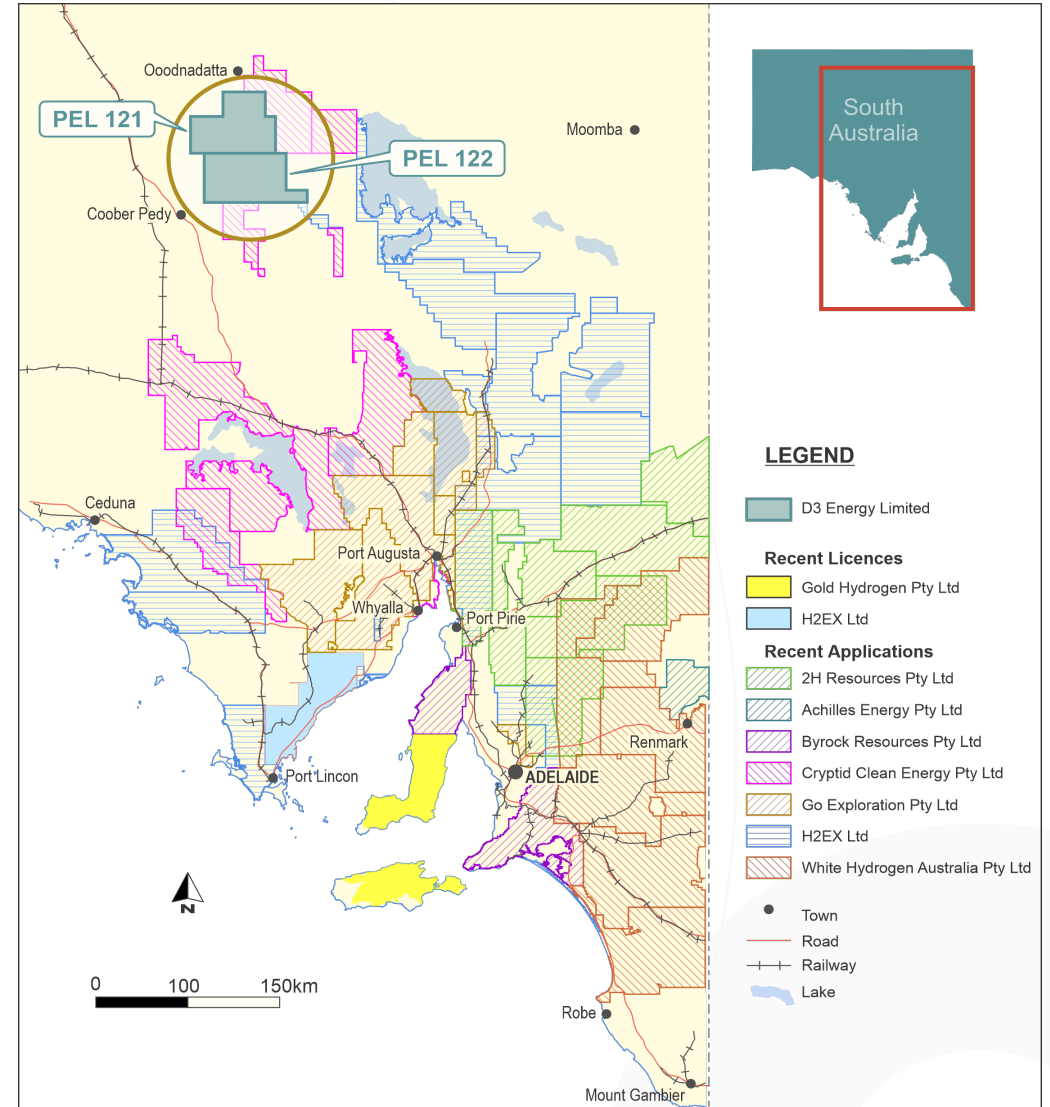 Ooodnadatta
PEL 121
Moomba
PEL 122
Coober Pedy
Ceduna
Port Augusta
Whyalla
Port Pirie
Renmark
Port Lincon
ADELAIDE
N
0 100 150km
Robe
Mount Gambier
South
Australia
LEGEND
D3 Energy Limited
Recent Licences
Gold Hydrogen Pty Ltd
H2EX Ltd
Recent Applications
2H Resources Pty Ltd
Achilles Energy Pty Ltd
Byrock Resources Pty Ltd
Cryptid Clean Energy Pty Ltd
Go Exploration Pty Ltd
H2EX Ltd
White Hydrogen Australia Pty Ltd
Town
Road
Railway
Lake